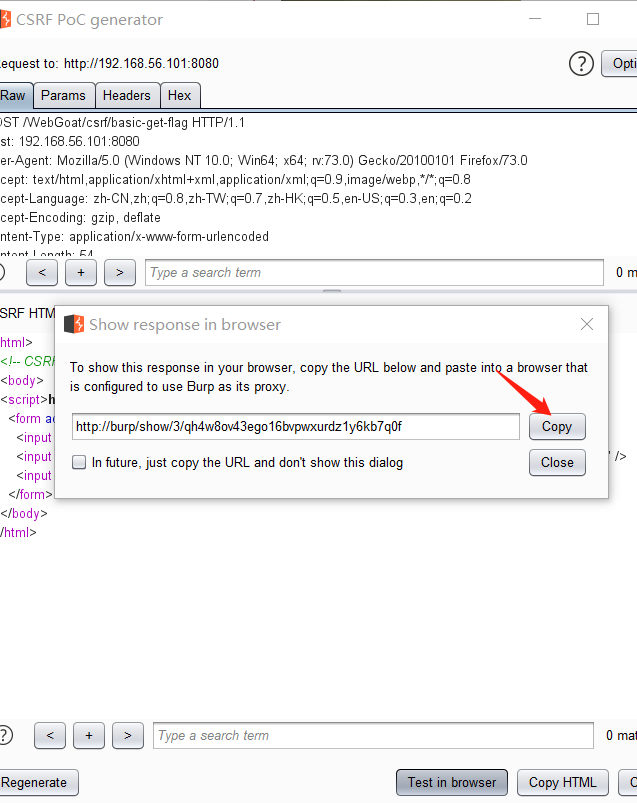 CSRF PoC generator
equest to: http://192.168.56.101:8080
?
Opti
Raw Params Headers Hex
OST /WebGoat/csrf/basic-get-flag HTTP/1.1
st: 192.168.56.101:8080
er-Agent: Mozilla/5.0 (Windows NT 10.0; Win64; x64; rv:73.0) Gecko/20100101 Firefox/73.0
cept: text/html,application/xhtml+xml,application/xml;q=0.9,image/webp,*/*;q=0.8
cept-Language: zh-CN,zh;q=0.8,zh-TW;q=0.7,zh-HK;q=0.5,en-US;q=0.3,en;q=0.2
cept-Encoding: gzip, deflate
ntent-Type: application/x-www-form-urlencoded
ntent-Length: 54
< + > Type a search term 0 m
SRF HTM
Show response in browser
html>
<!-- CSRF
To show this response in your browser, copy the URL below and paste into a browser that
is configured to use Burp as its proxy.
<body>
<script>h
<form ac
http://burp/show/3/qh4w8ov43ego16bvpwxurdz1y6kb7q0f
Copy
<input
<input
" />
In future, just copy the URL and don't show this dialog
Close
<input
</form>
</body>
/html>
? < + > Type a search term 0 mat
Regenerate Test in browser Copy HTML C